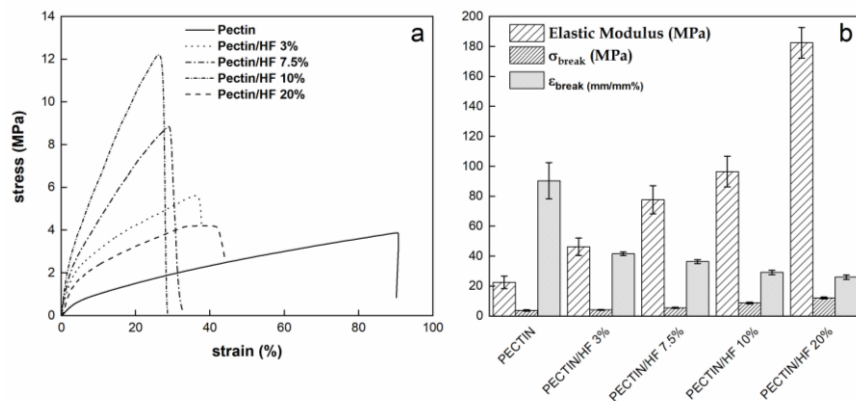 a
Pectin
Pectin/HF 3%
Pectin/HF 7.5%
Pectin/HF 10%
Pectin/HF 20%
14
12
10
8
6
4
2
0
0 20 40 60 80 100
stress (MPa)
strain (%)
b
Elastic Modulus (MPa)
σbreak (MPa)
εbreak (mm/mm%)
200
180
160
140
120
100
80
60
40
20
0
PECTIN
PECTIN/HF 3%
PECTIN/HF 7.5%
PECTIN/HF 10%
PECTIN/HF 20%